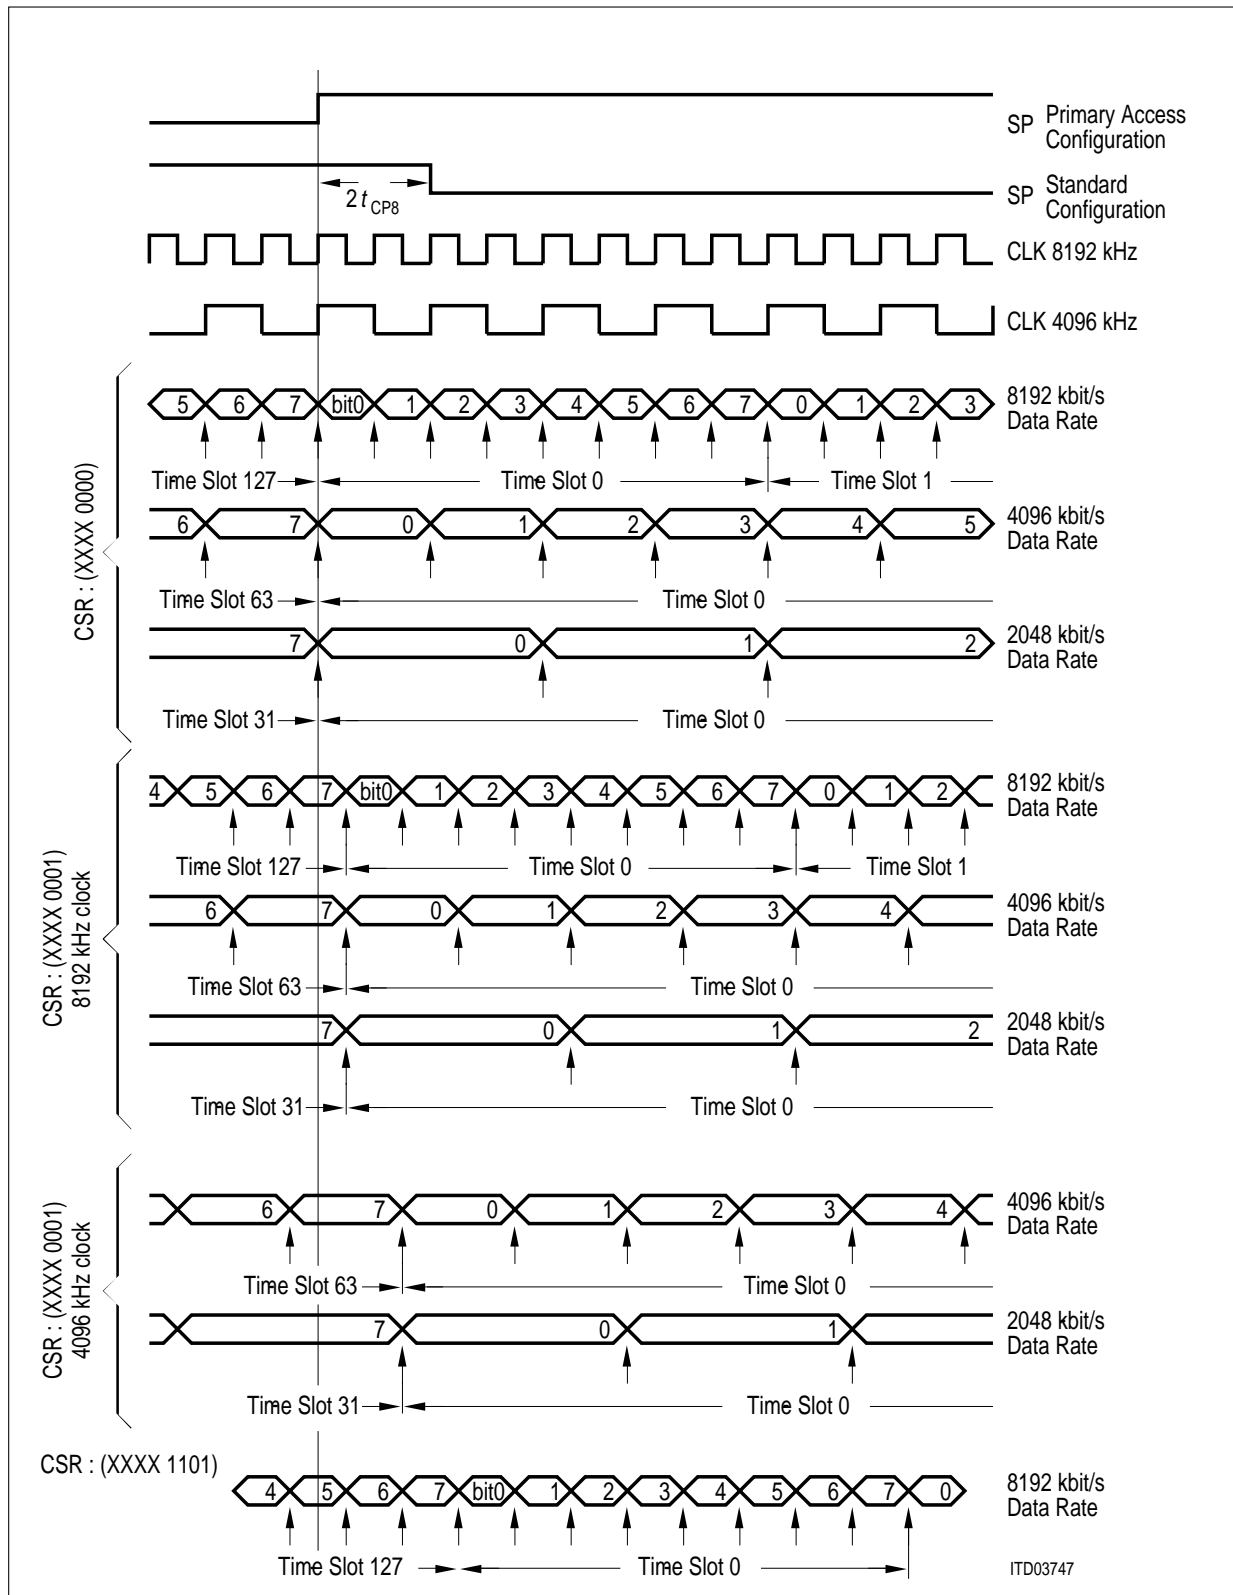 SP Primary Access
Configuration
2 t CP8
SP Standard
Configuration
CLK 8192 kHz
CLK 4096 kHz
CSR : (XXXX 0000)
5 6 7 bit0 1 2 3 4 5 6 7 0 1 2 3
8192 kbit/s
Data Rate
Time Slot 127 Time Slot 0 Time Slot 1
6 7 0 1 2 3 4 5
4096 kbit/s
Data Rate
Time Slot 63 Time Slot 0
7 0 1 2
2048 kbit/s
Data Rate
Time Slot 31 Time Slot 0
CSR : (XXXX 0001)
8192 kHz clock
4 5 6 7 bit0 1 2 3 4 5 6 7 0 1 2
8192 kbit/s
Data Rate
Time Slot 127 Time Slot 0 Time Slot 1
6 7 0 1 2 3 4
4096 kbit/s
Data Rate
Time Slot 63 Time Slot 0
7 0 1 2
2048 kbit/s
Data Rate
Time Slot 31 Time Slot 0
CSR : (XXXX 0001)
4096 kHz clock
6 7 0 1 2 3 4
4096 kbit/s
Data Rate
Time Slot 63 Time Slot 0
7 0 1
2048 kbit/s
Data Rate
Time Slot 31 Time Slot 0
CSR : (XXXX 1101)
4 5 6 7 bit0 1 2 3 4 5 6 7 0
8192 kbit/s
Data Rate
Time Slot 127 Time Slot 0
ITD03747